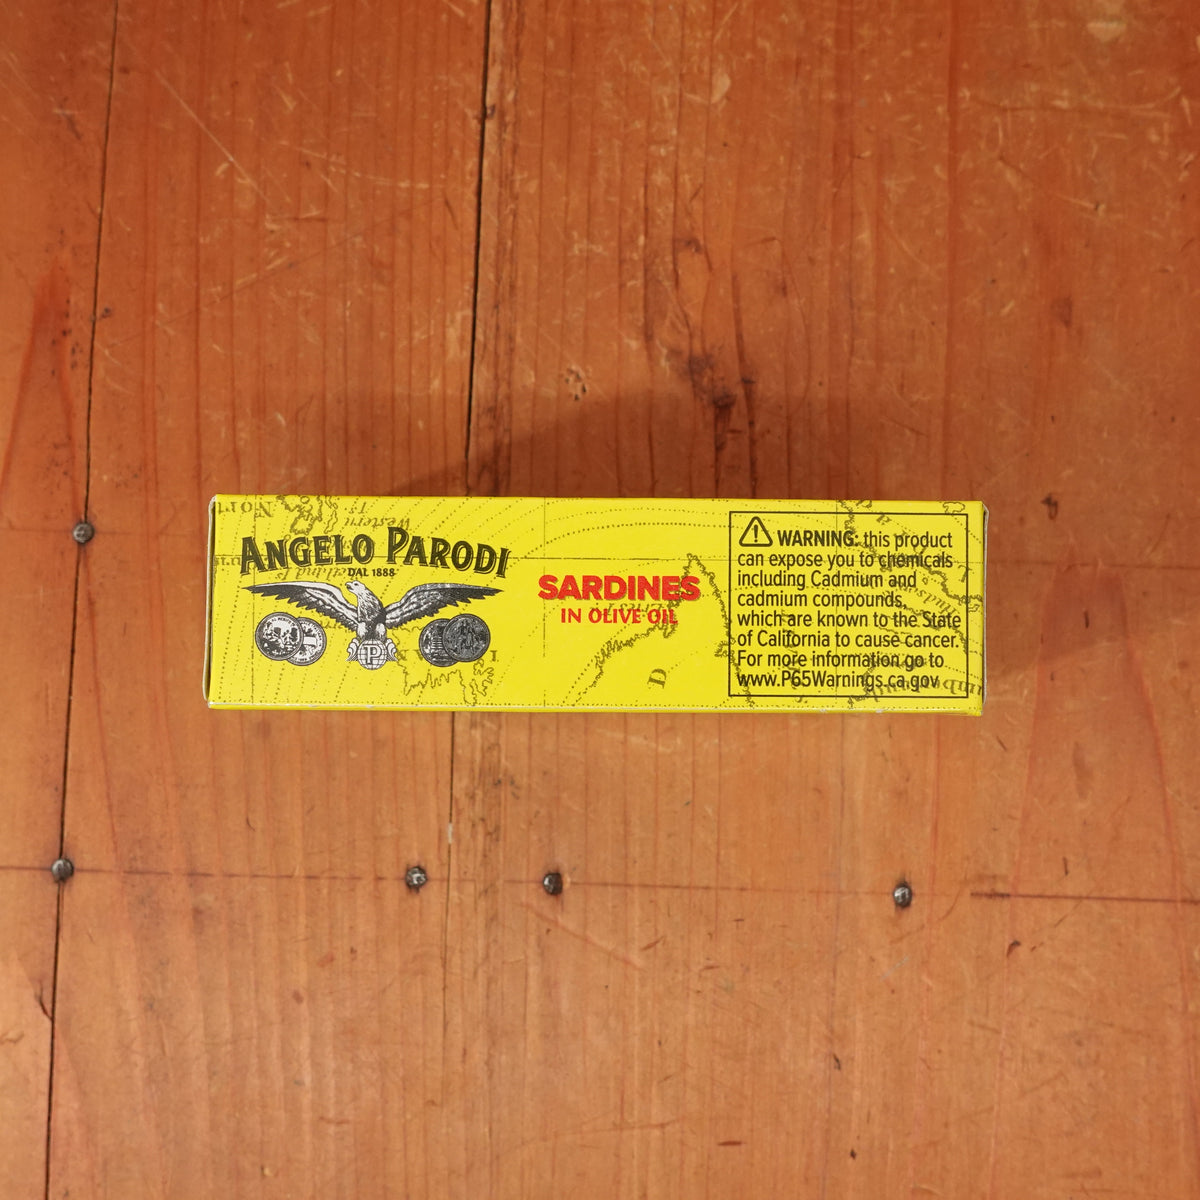 ANGELO PARODI
DAL 1888
P
SARDINES
IN OLIVE OIL
WARNING: this product
can expose you to chemicals
including Cadmium and
cadmium compounds,
which are known to the State
of California to cause cancer.
For more information go to
www.P65Warnings.ca.gov
Western
D